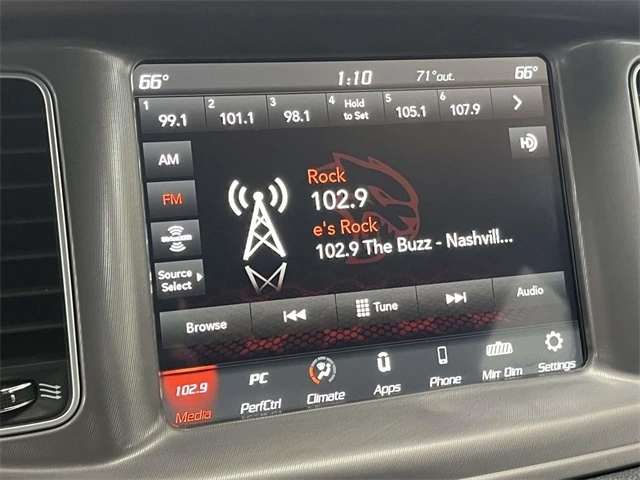 66° 1:10 71° out. 66°
1 99.1 2 101.1 3 98.1 4 Hold to Set 5 105.1 6 107.9
AM
HD
Rock
FM
102.9
e's Rock
102.9 The Buzz - Nashvill...
Source Select
Browse Tune Audio
102.9 PC
Media PerfCtrl Climate Apps Phone Mirr Dim Settings